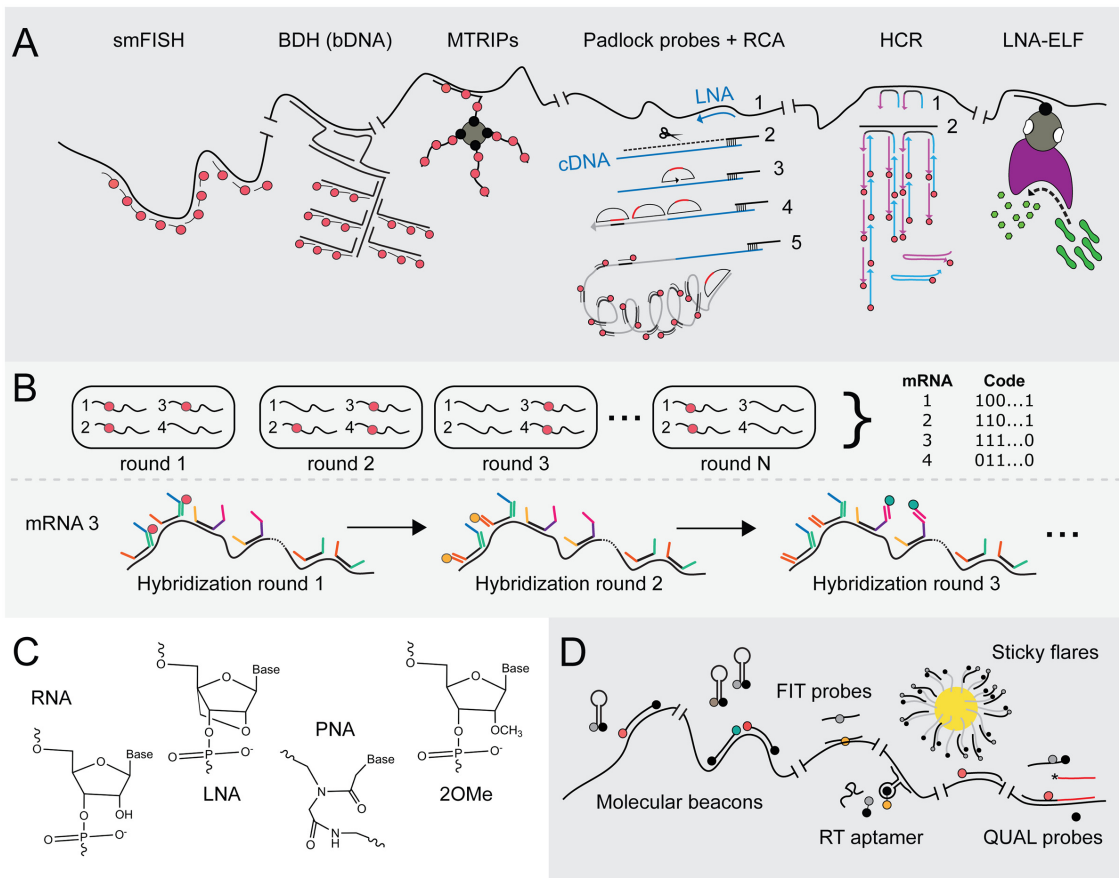 A
smFISH
BDH (bDNA)
MTRIPs
Padlock probes + RCA
HCR
LNA-ELF
LNA
1
2
cDNA
3
4
5
1
2
B
1
3
2
4
round 1
1
3
2
4
round 2
1
3
2
4
round 3
...
1
3
2
4
round N
}
mRNA Code
1 100...1
2 110...1
3 111...0
4 011...0
mRNA 3
Hybridization round 1
Hybridization round 2
Hybridization round 3
...
C
RNA
O
O
Base
O
OH
O
P
O-
O
O
Base
O
O
O
P
O-
LNA
PNA
Base
N
O
O
N
H
O
O
Base
O
OCH3
O
P
O-
2OMe
D
Molecular beacons
FIT probes
RT aptamer
Sticky flares
*
QUAL probes